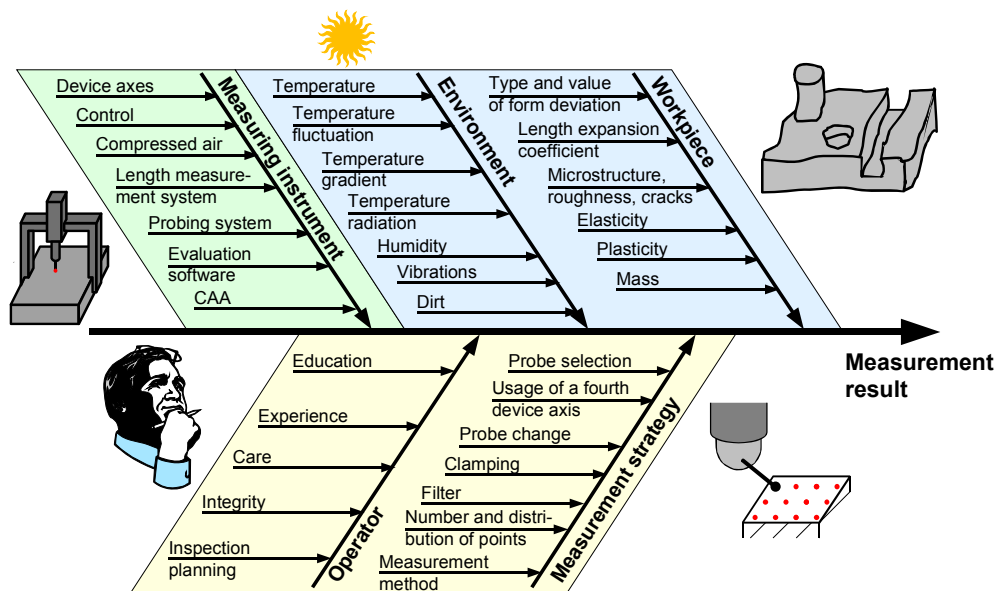 Device axes
Control
Compressed air
Length measure-
ment system
Probing system
Evaluation
software
CAA
Measuring instrument
Temperature
Temperature
fluctuation
Temperature
gradient
Temperature
radiation
Humidity
Vibrations
Dirt
Environment
Type and value
of form deviation
Length expansion
coefficient
Microstructure,
roughness, cracks
Elasticity
Plasticity
Mass
Workpiece
Measurement
result
Education
Experience
Care
Integrity
Inspection
planning
Operator
Probe selection
Usage of a fourth
device axis
Probe change
Clamping
Filter
Number and distri-
bution of points
Measurement
method
Measurement strategy